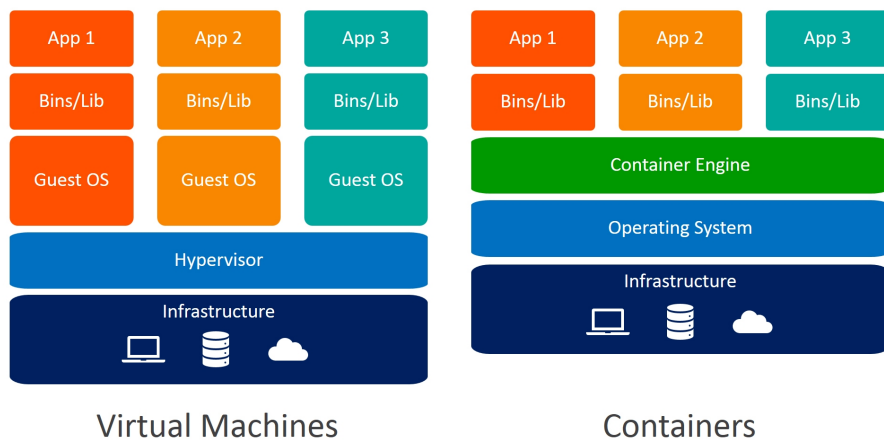 App 1
App 2
App 3
Bins/Lib
Bins/Lib
Bins/Lib
Guest OS
Guest OS
Guest OS
Hypervisor
Infrastructure
Virtual Machines
App 1
App 2
App 3
Bins/Lib
Bins/Lib
Bins/Lib
Container Engine
Operating System
Infrastructure
Containers